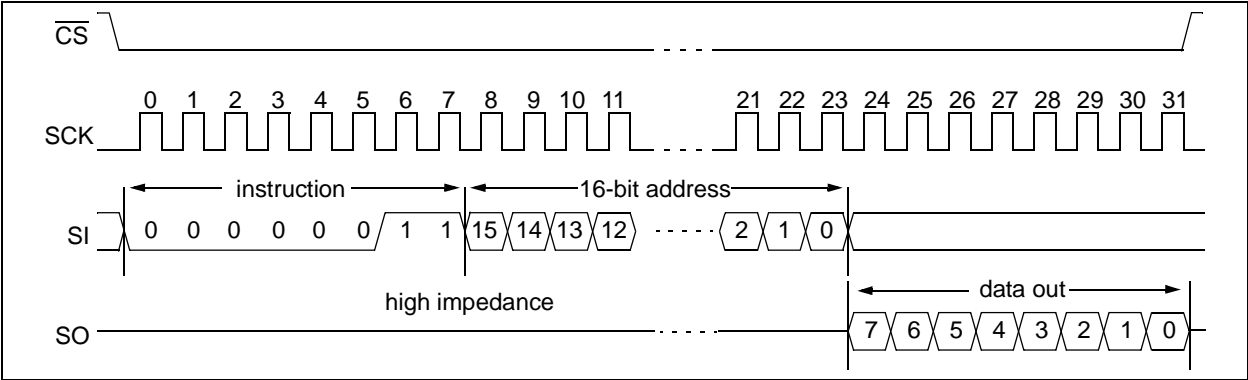 CS
0 1 2 3 4 5 6 7 8 9 10 11 21 22 23 24 25 26 27 28 29 30 31
SCK
instruction 16-bit address
SI 0 0 0 0 0 0 1 1 15 14 13 12 2 1 0
data out
high impedance
SO 7 6 5 4 3 2 1 0